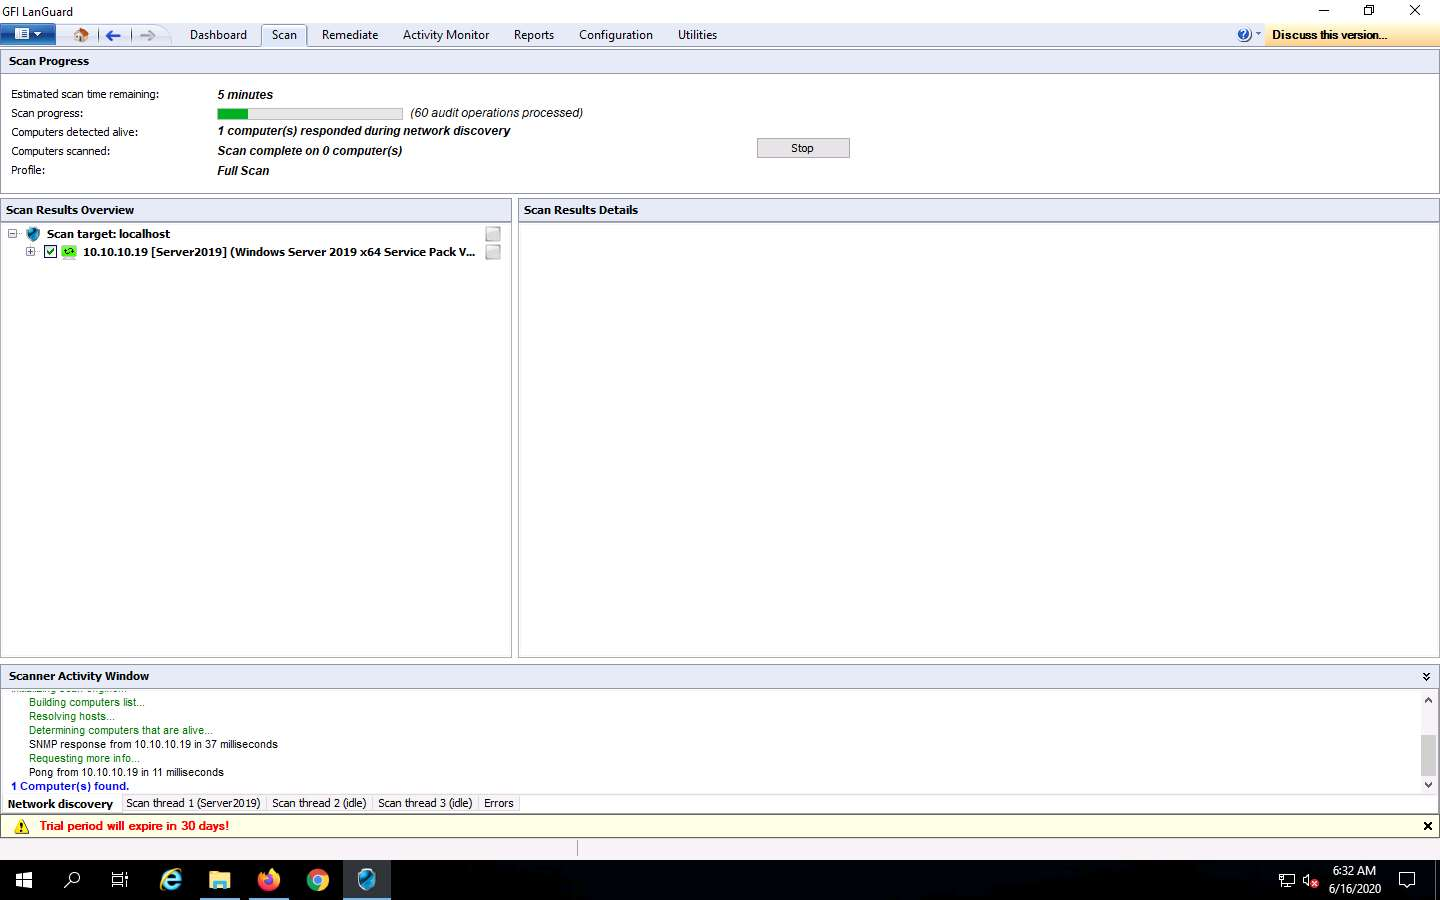 GFI LanGuard
Dashboard Scan Remediate Activity Monitor Reports Configuration Utilities Discuss this version...
Scan Progress
Estimated scan time remaining: 5 minutes
Scan progress: (60 audit operations processed)
Computers detected alive: 1 computer(s) responded during network discovery
Computers scanned: Scan complete on 0 computer(s)
Stop
Profile: Full Scan
Scan Results Overview
Scan target: localhost
10.10.10.19 [Server2019] (Windows Server 2019 x64 Service Pack V...
Scan Results Details
Scanner Activity Window
Building computers list...
Resolving hosts...
Determining computers that are alive...
SNMP response from 10.10.10.19 in 37 milliseconds
Requesting more info...
Pong from 10.10.10.19 in 11 milliseconds
1 Computer(s) found.
Network discovery Scan thread 1 (Server2019) Scan thread 2 (idle) Scan thread 3 (idle) Errors
Trial period will expire in 30 days!
6:32 AM
6/16/2020